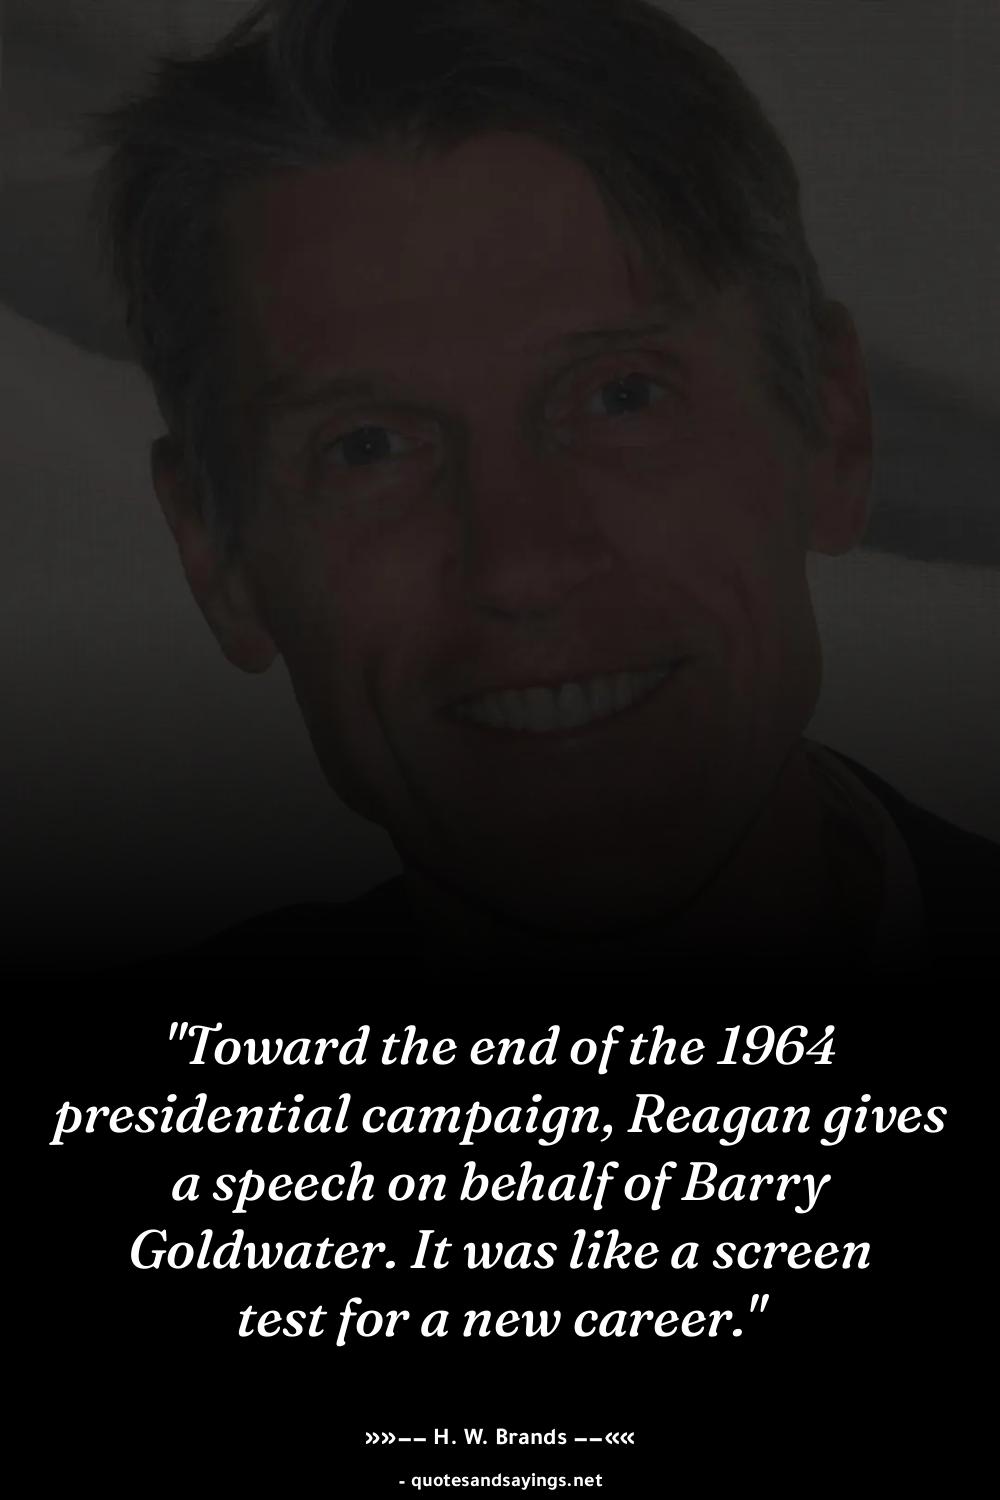 "Toward the end of the 1964
presidential campaign, Reagan gives
a speech on behalf of Barry
Goldwater. It was like a screen
test for a new career."
»»−− H. W. Brands −−««
- quotesandsayings.net